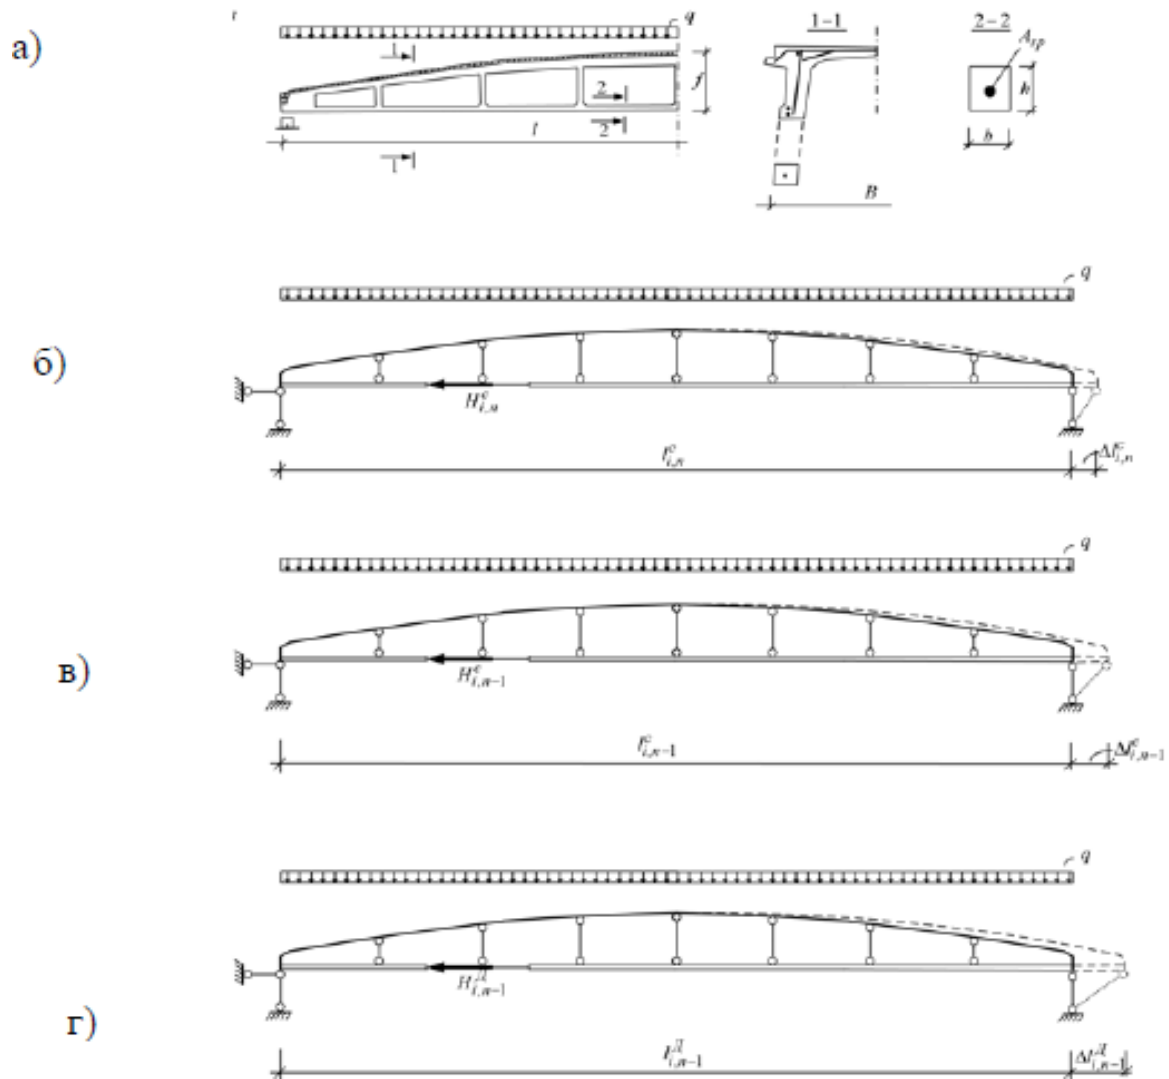 а)
q
1
f
2
2
l
1
1-1
B
2-2
A_sp
h
b
б)
q
H^c_{i,n}
l^c_{i,n}
Δl^c_{i,n}
в)
q
H^c_{i,n-1}
l^c_{i,n-1}
Δl^c_{i,n-1}
г)
q
H^Д_{i,n-1}
l^Д_{i,n-1}
Δl^Д_{i,n-1}